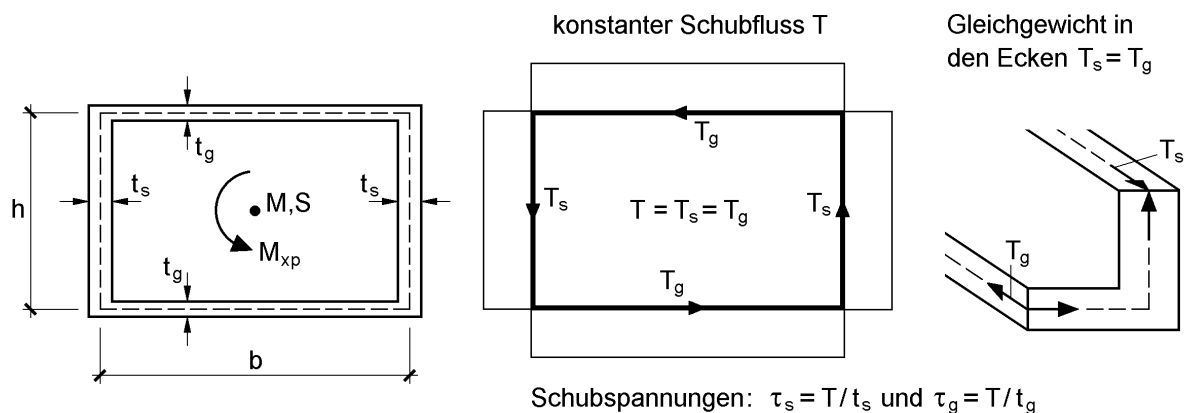 konstanter Schubfluss T
Gleichgewicht in
den Ecken T_s = T_g
t_g
t_s
t_s
h
M,S
M_xp
t_g
b
T_g
T_s
T = T_s = T_g
T_s
T_g
T_s
T_g
Schubspannungen: τ_s = T / t_s und τ_g = T / t_g